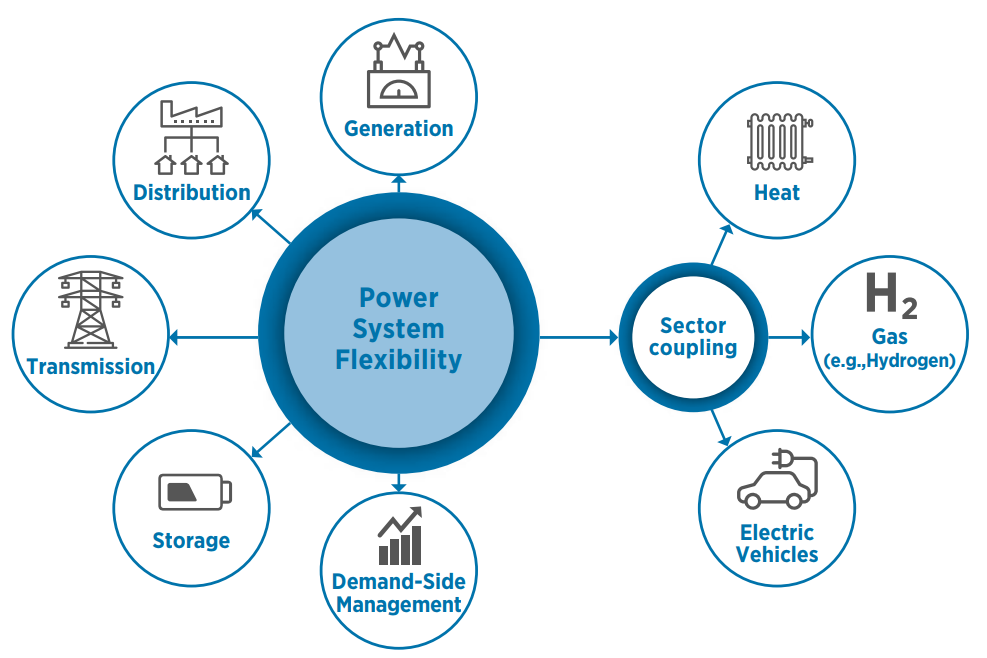 Generation
Distribution
Transmission
Storage
Demand-Side
Management
Power
System
Flexibility
Sector
coupling
Heat
H2
Gas
(e.g.,Hydrogen)
Electric
Vehicles